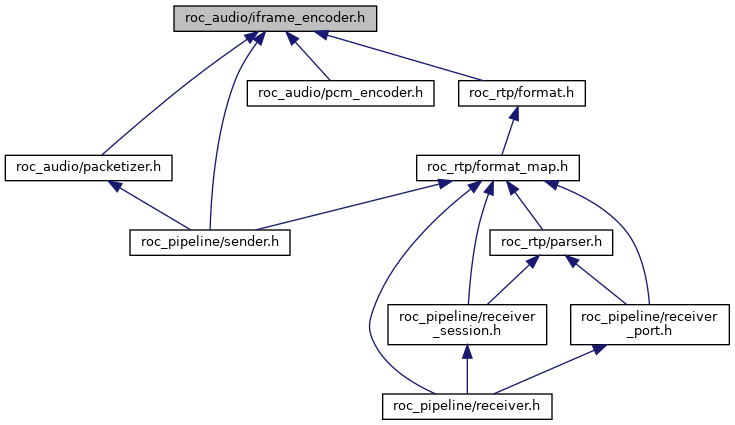 roc_audio/iframe_encoder.h
roc_audio/pcm_encoder.h
roc_rtp/format.h
roc_audio/packetizer.h
roc_rtp/format_map.h
roc_pipeline/sender.h
roc_rtp/parser.h
roc_pipeline/receiver
_session.h
roc_pipeline/receiver
_port.h
roc_pipeline/receiver.h